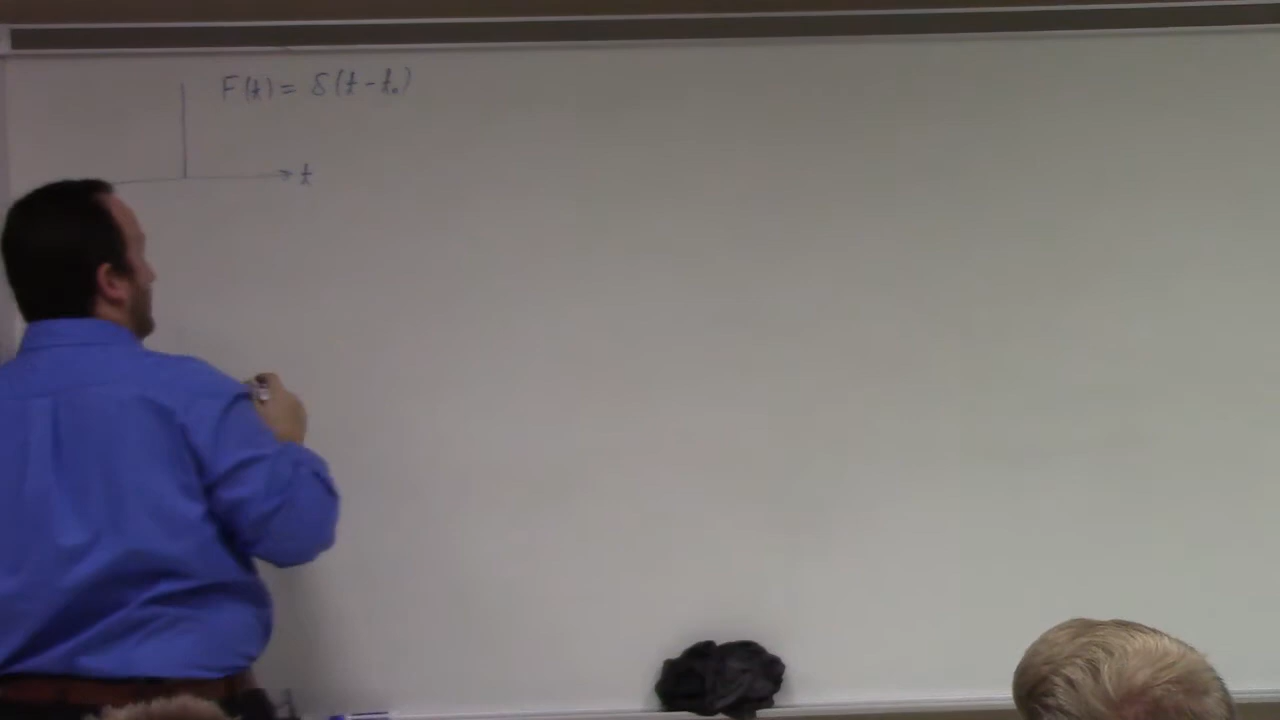 F(t) = δ(t - t₀)
t